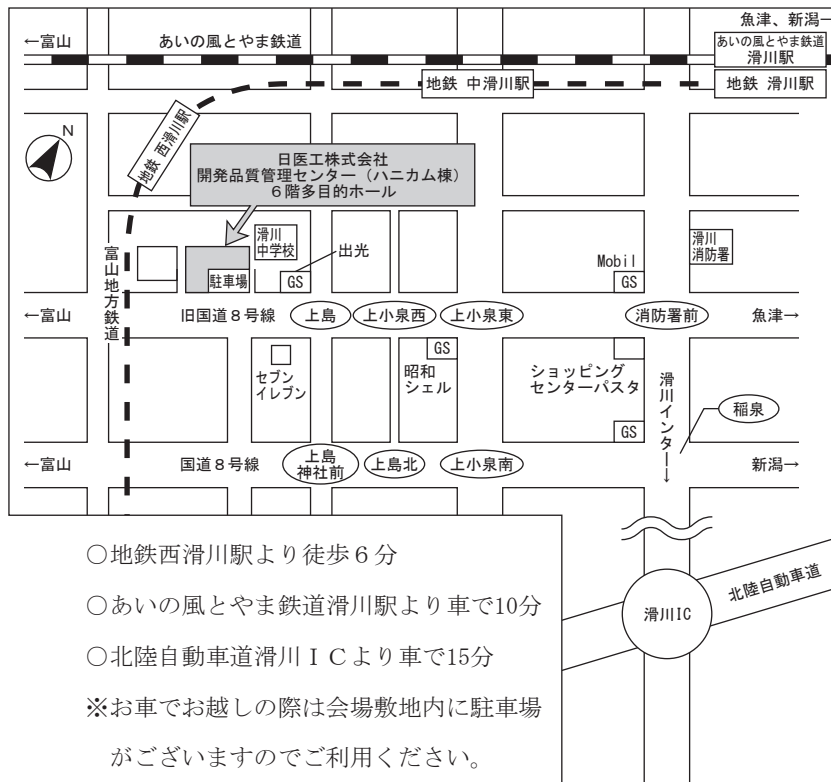 魚津、新潟→
←富山
あいの風とやま鉄道
あいの風とやま鉄道
滑川駅
地鉄 中滑川駅
地鉄 滑川駅
地鉄 西滑川駅
N
日医工株式会社
開発品質管理センター（ハニカム棟）
６階多目的ホール
富山地方鉄道
滑川
中学校
出光
駐車場
GS
Mobil
GS
滑川
消防署
←富山
旧国道８号線
上島
上小泉西
上小泉東
消防署前
魚津→
セブン
イレブン
GS
昭和
シェル
ショッピング
センターパスタ
GS
滑川インター→
稲泉
←富山
国道８号線
上島
神社前
上島北
上小泉南
新潟→
北陸自動車道
滑川IC
○地鉄西滑川駅より徒歩６分
○あいの風とやま鉄道滑川駅より車で10分
○北陸自動車道滑川ＩＣより車で15分
※お車でお越しの際は会場敷地内に駐車場
がございますのでご利用ください。